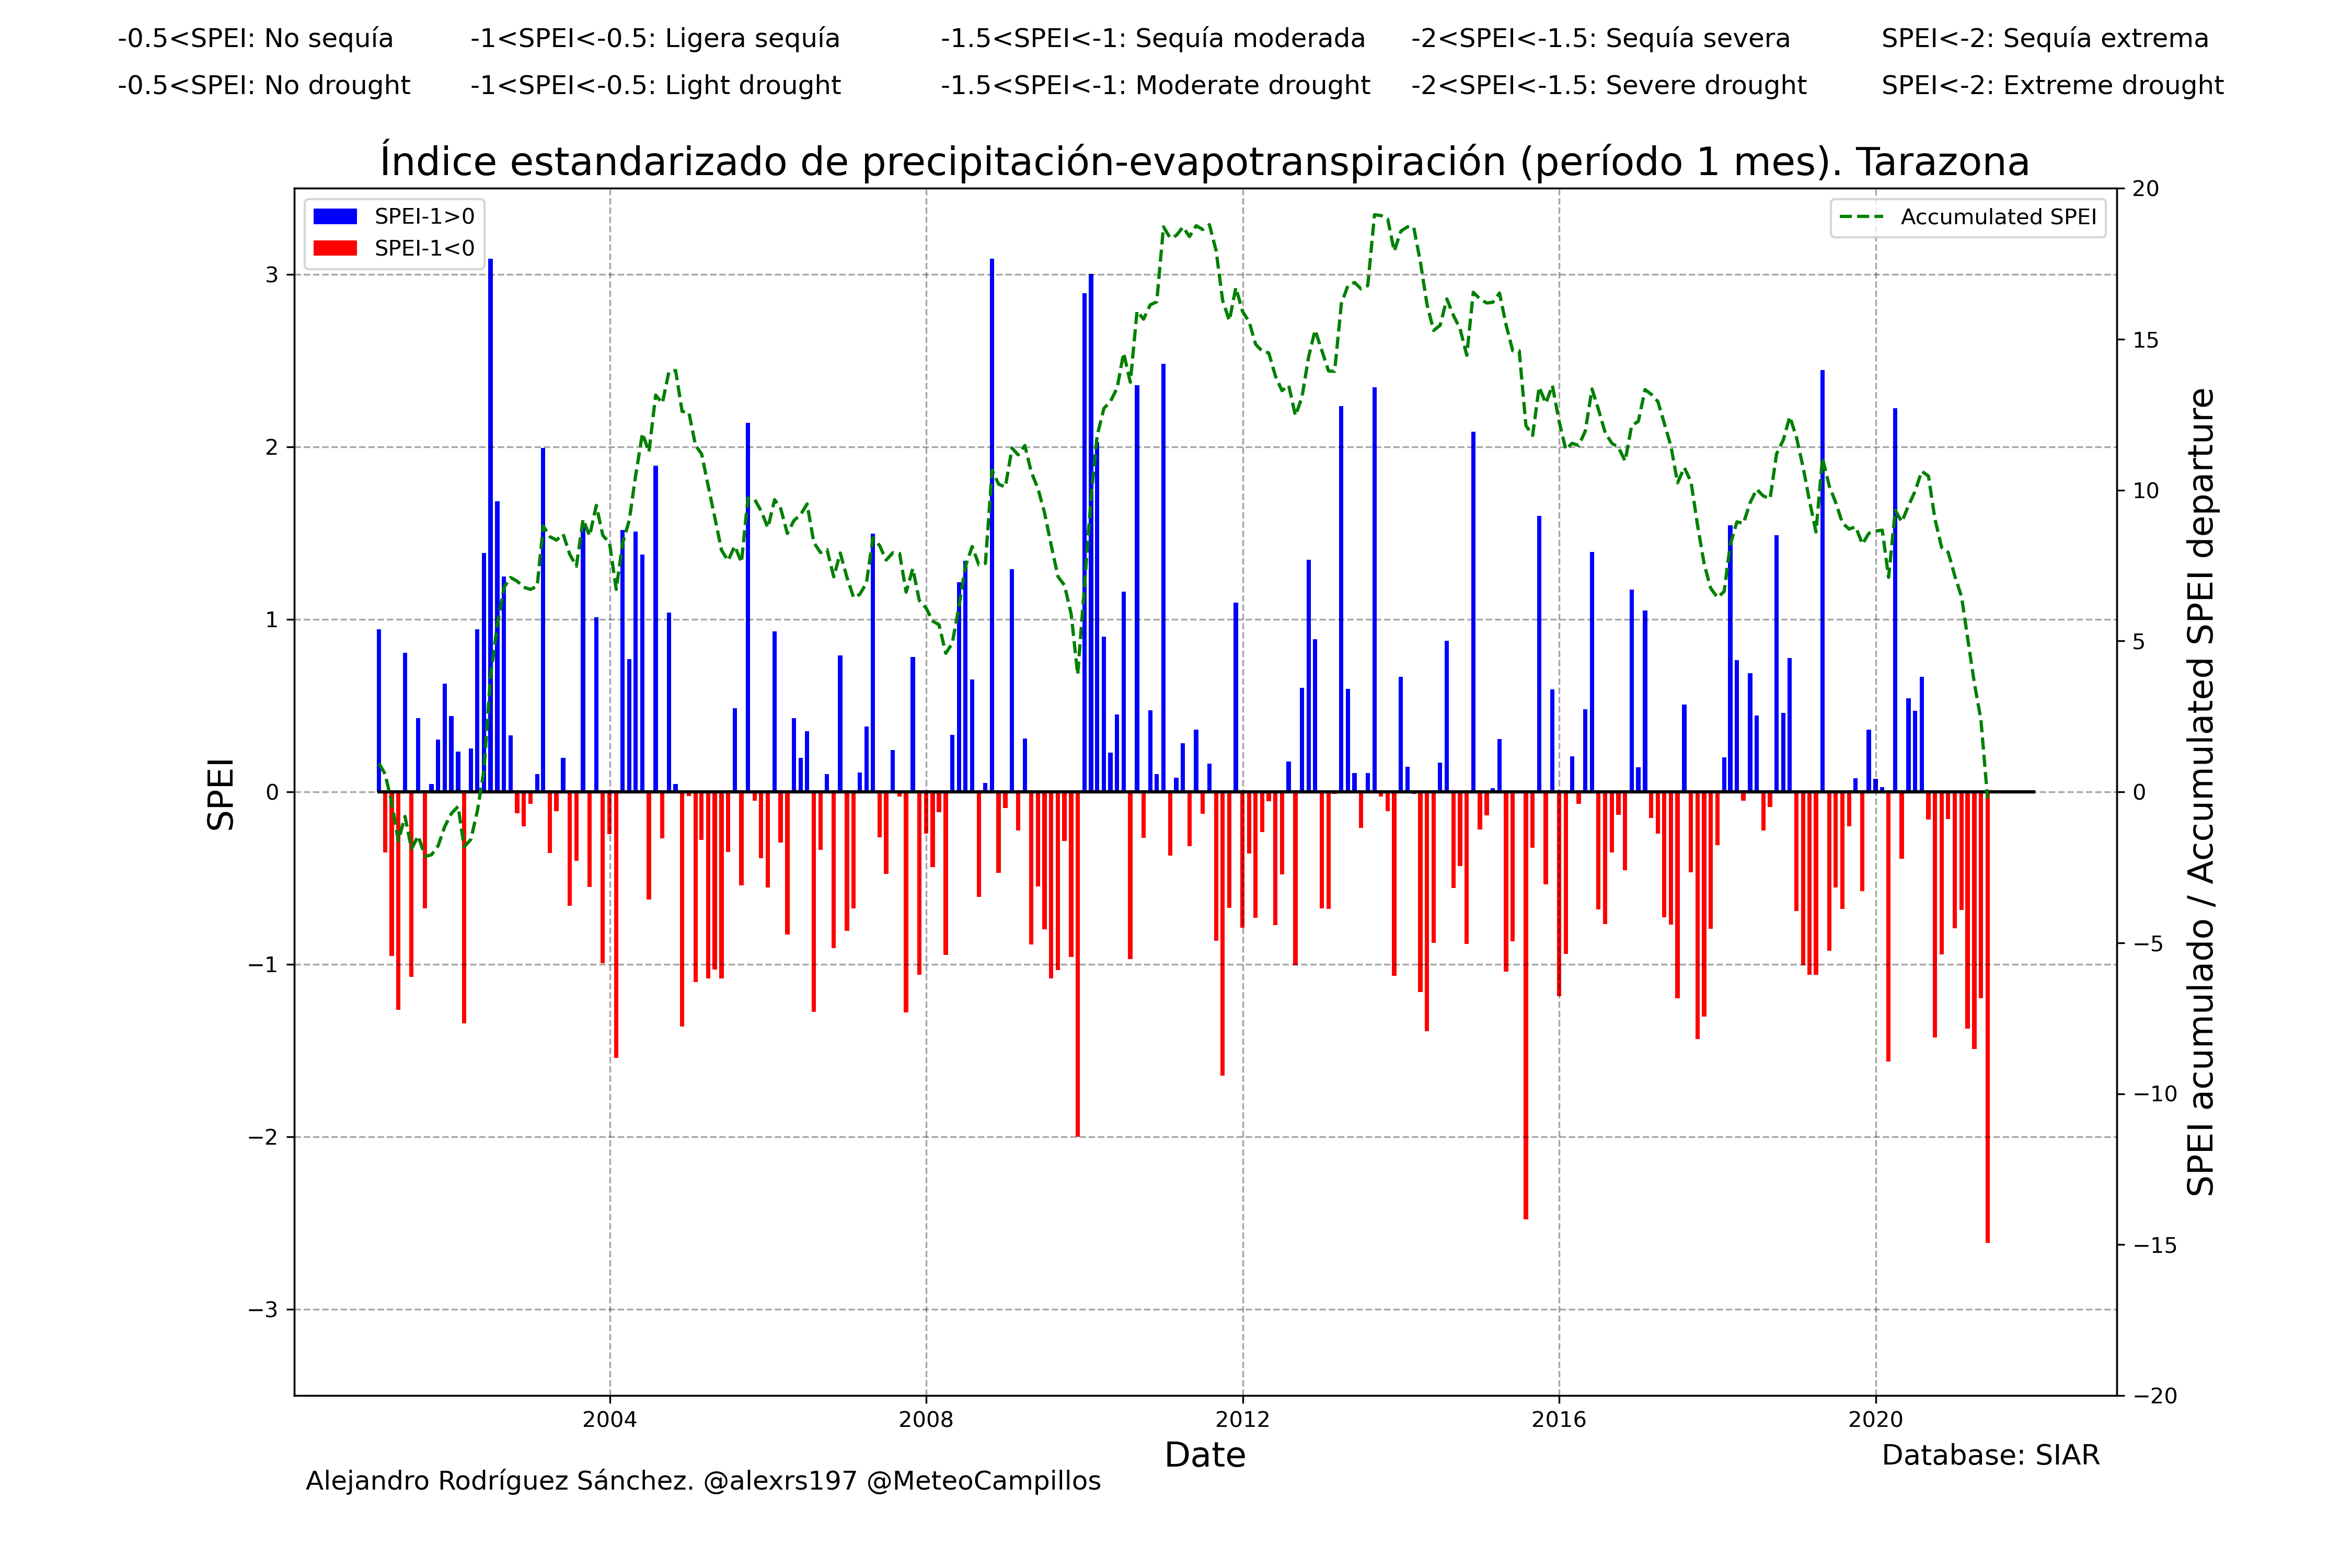 -0.5<SPEI: No sequía -1<SPEI<-0.5: Ligera sequía -1.5<SPEI<-1: Sequía moderada -2<SPEI<-1.5: Sequía severa SPEI<-2: Sequía extrema
-0.5<SPEI: No drought -1<SPEI<-0.5: Light drought -1.5<SPEI<-1: Moderate drought -2<SPEI<-1.5: Severe drought SPEI<-2: Extreme drought
Índice estandarizado de precipitación-evapotranspiración (período 1 mes). Tarazona
SPEI-1>0
SPEI-1<0
Accumulated SPEI
SPEI
3
2
1
0
−1
−2
−3
20
15
10
5
0
−5
−10
−15
−20
SPEI acumulado / Accumulated SPEI departure
2004 2008 2012 2016 2020
Date
Database: SIAR
Alejandro Rodríguez Sánchez. @alexrs197 @MeteoCampillos